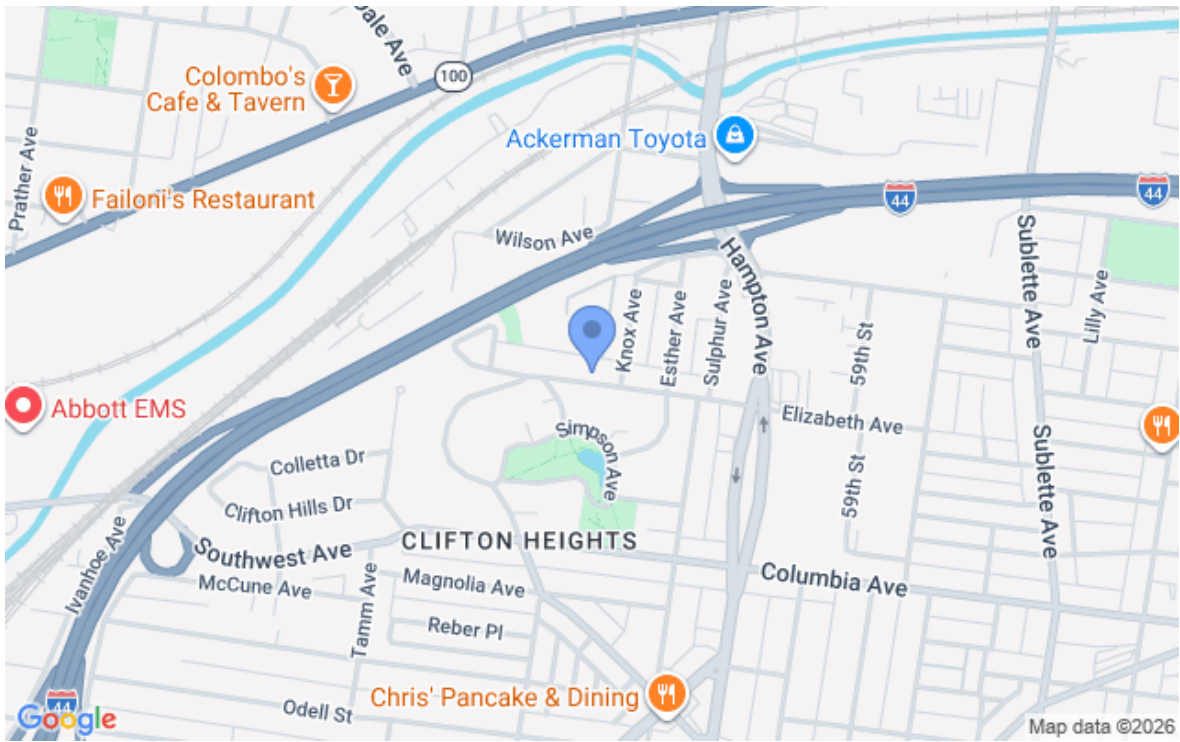 dale Ave
100
Colombo's
Cafe & Tavern
Ackerman Toyota
Prather Ave
Failoni's Restaurant
44
44
Wilson Ave
Hampton Ave
Sublette Ave
Lilly Ave
Knox Ave
Esther Ave
Sulphur Ave
59th St
Abbott EMS
Elizabeth Ave
Simpson Ave
Colletta Dr
Sublette Ave
59th St
Clifton Hills Dr
Southwest Ave
CLIFTON HEIGHTS
Ivanhoe Ave
McCune Ave
Tamm Ave
Magnolia Ave
Columbia Ave
Reber Pl
Chris' Pancake & Dining
44
Odell St
Google
Map data ©2026